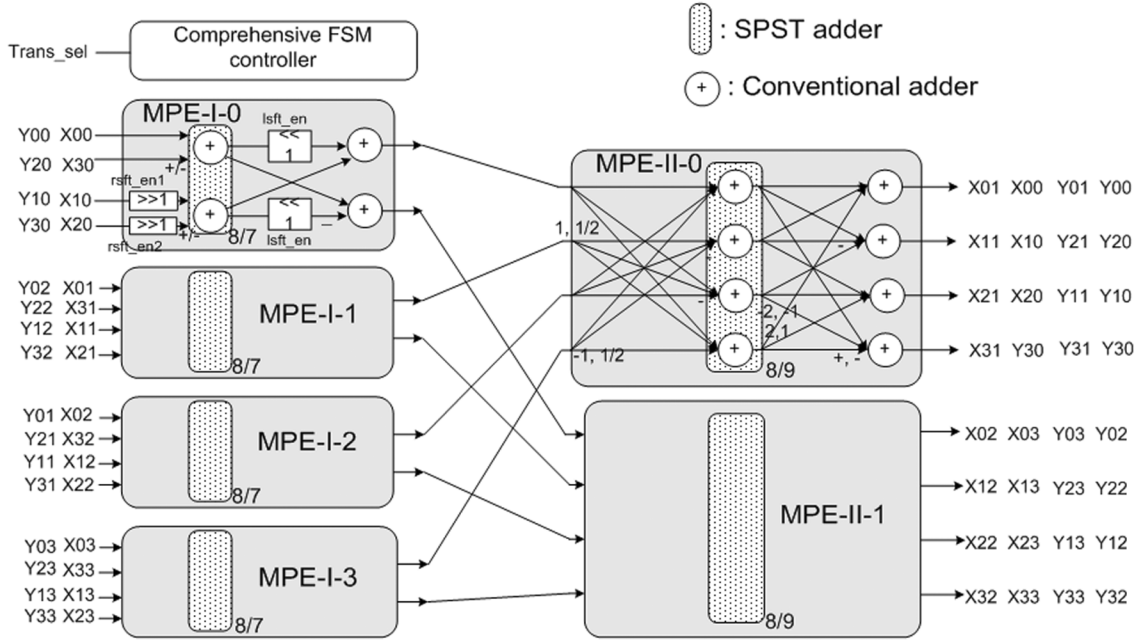 : SPST adder
+ : Conventional adder
Trans_sel
Comprehensive FSM
controller
MPE-I-0
Y00 X00
Y20 X30
Y10 X10
Y30 X20
+/-
rsft_en1
>>1
>>1
rsft_en2
+/-
+
+
lsft_en
<<
1
<<
1
lsft_en
+
+
–
8/7
Y02 X01
Y22 X31
Y12 X11
Y32 X21
MPE-I-1
8/7
Y01 X02
Y21 X32
Y11 X12
Y31 X22
MPE-I-2
8/7
Y03 X03
Y23 X33
Y13 X13
Y33 X23
MPE-I-3
8/7
MPE-II-0
1, 1/2
-1, 1/2
+
+
+
-
+
-2, -1
2,1
8/9
+
-
+
+
+, -
+
X01 X00 Y01 Y00
X11 X10 Y21 Y20
X21 X20 Y11 Y10
X31 Y30 Y31 Y30
MPE-II-1
8/9
X02 X03 Y03 Y02
X12 X13 Y23 Y22
X22 X23 Y13 Y12
X32 X33 Y33 Y32